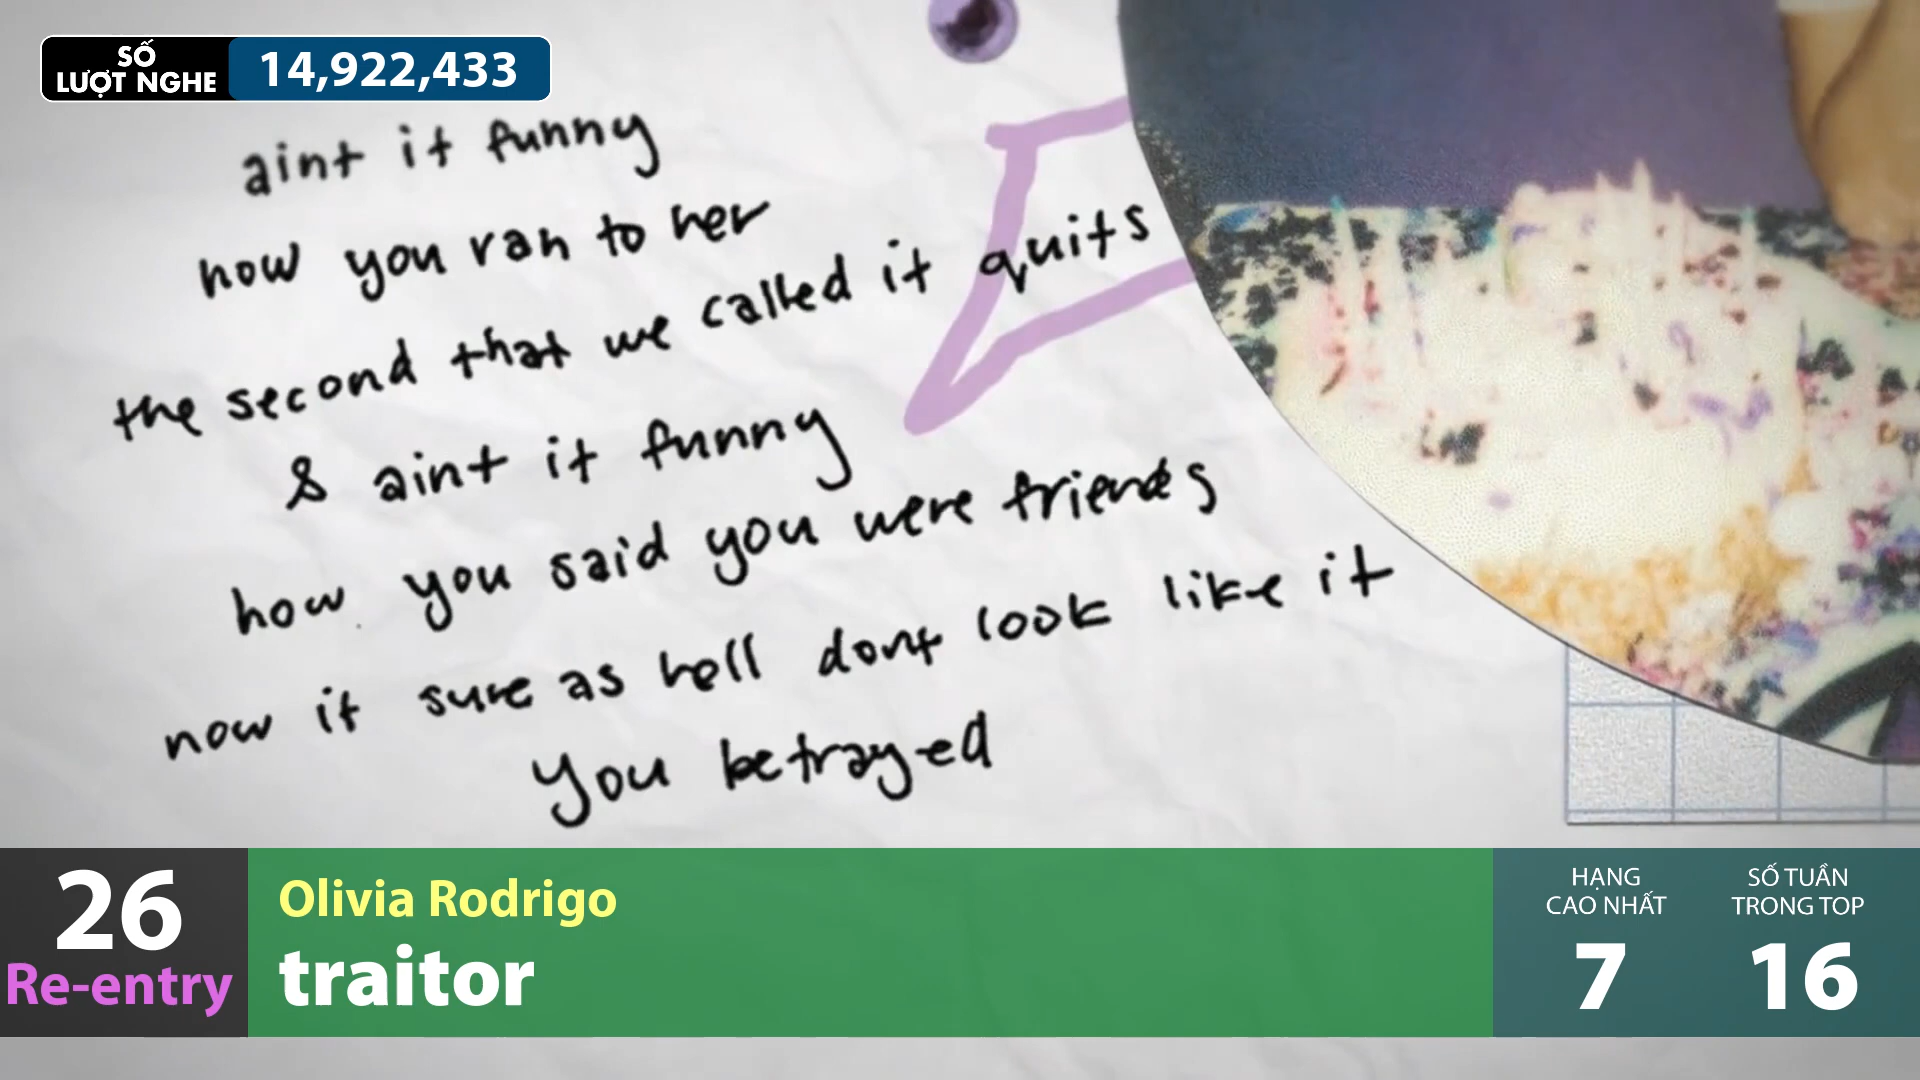 SỐ
LƯỢT NGHE
14,922,433
aint it funny
how you ran to her
the second that we called it quits
& aint it funny
how you said you were friends
now it sure as hell dont look like it
you betrayed
26
Re-entry
Olivia Rodrigo
traitor
HẠNG
CAO NHẤT
7
SỐ TUẦN
TRONG TOP
16